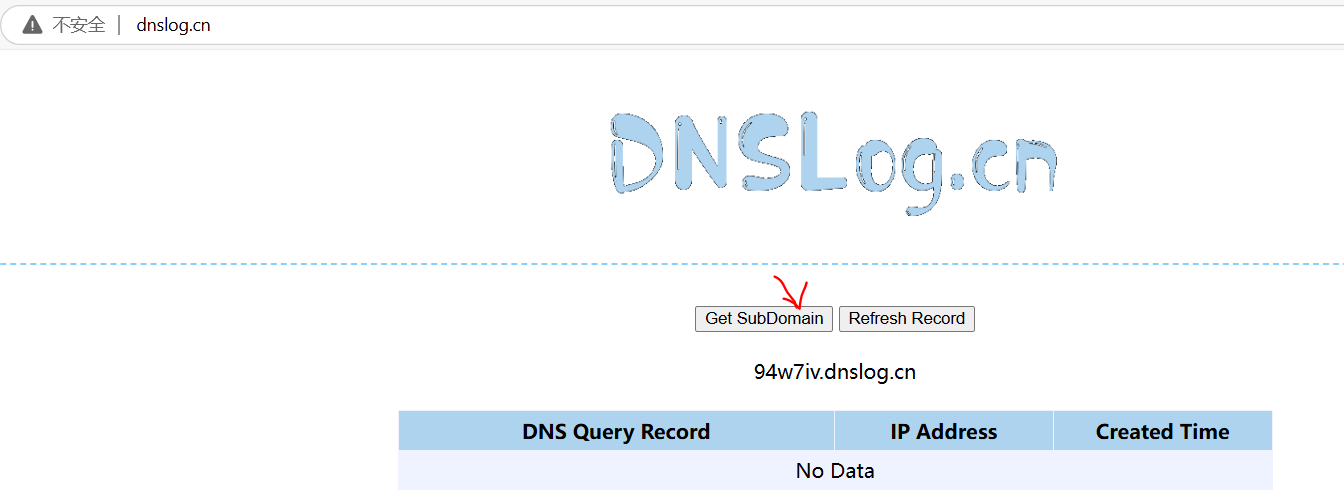 不安全 | dnslog.cn
DNSLog.cn
Get SubDomain Refresh Record
94w7iv.dnslog.cn
DNS Query Record IP Address Created Time
No Data